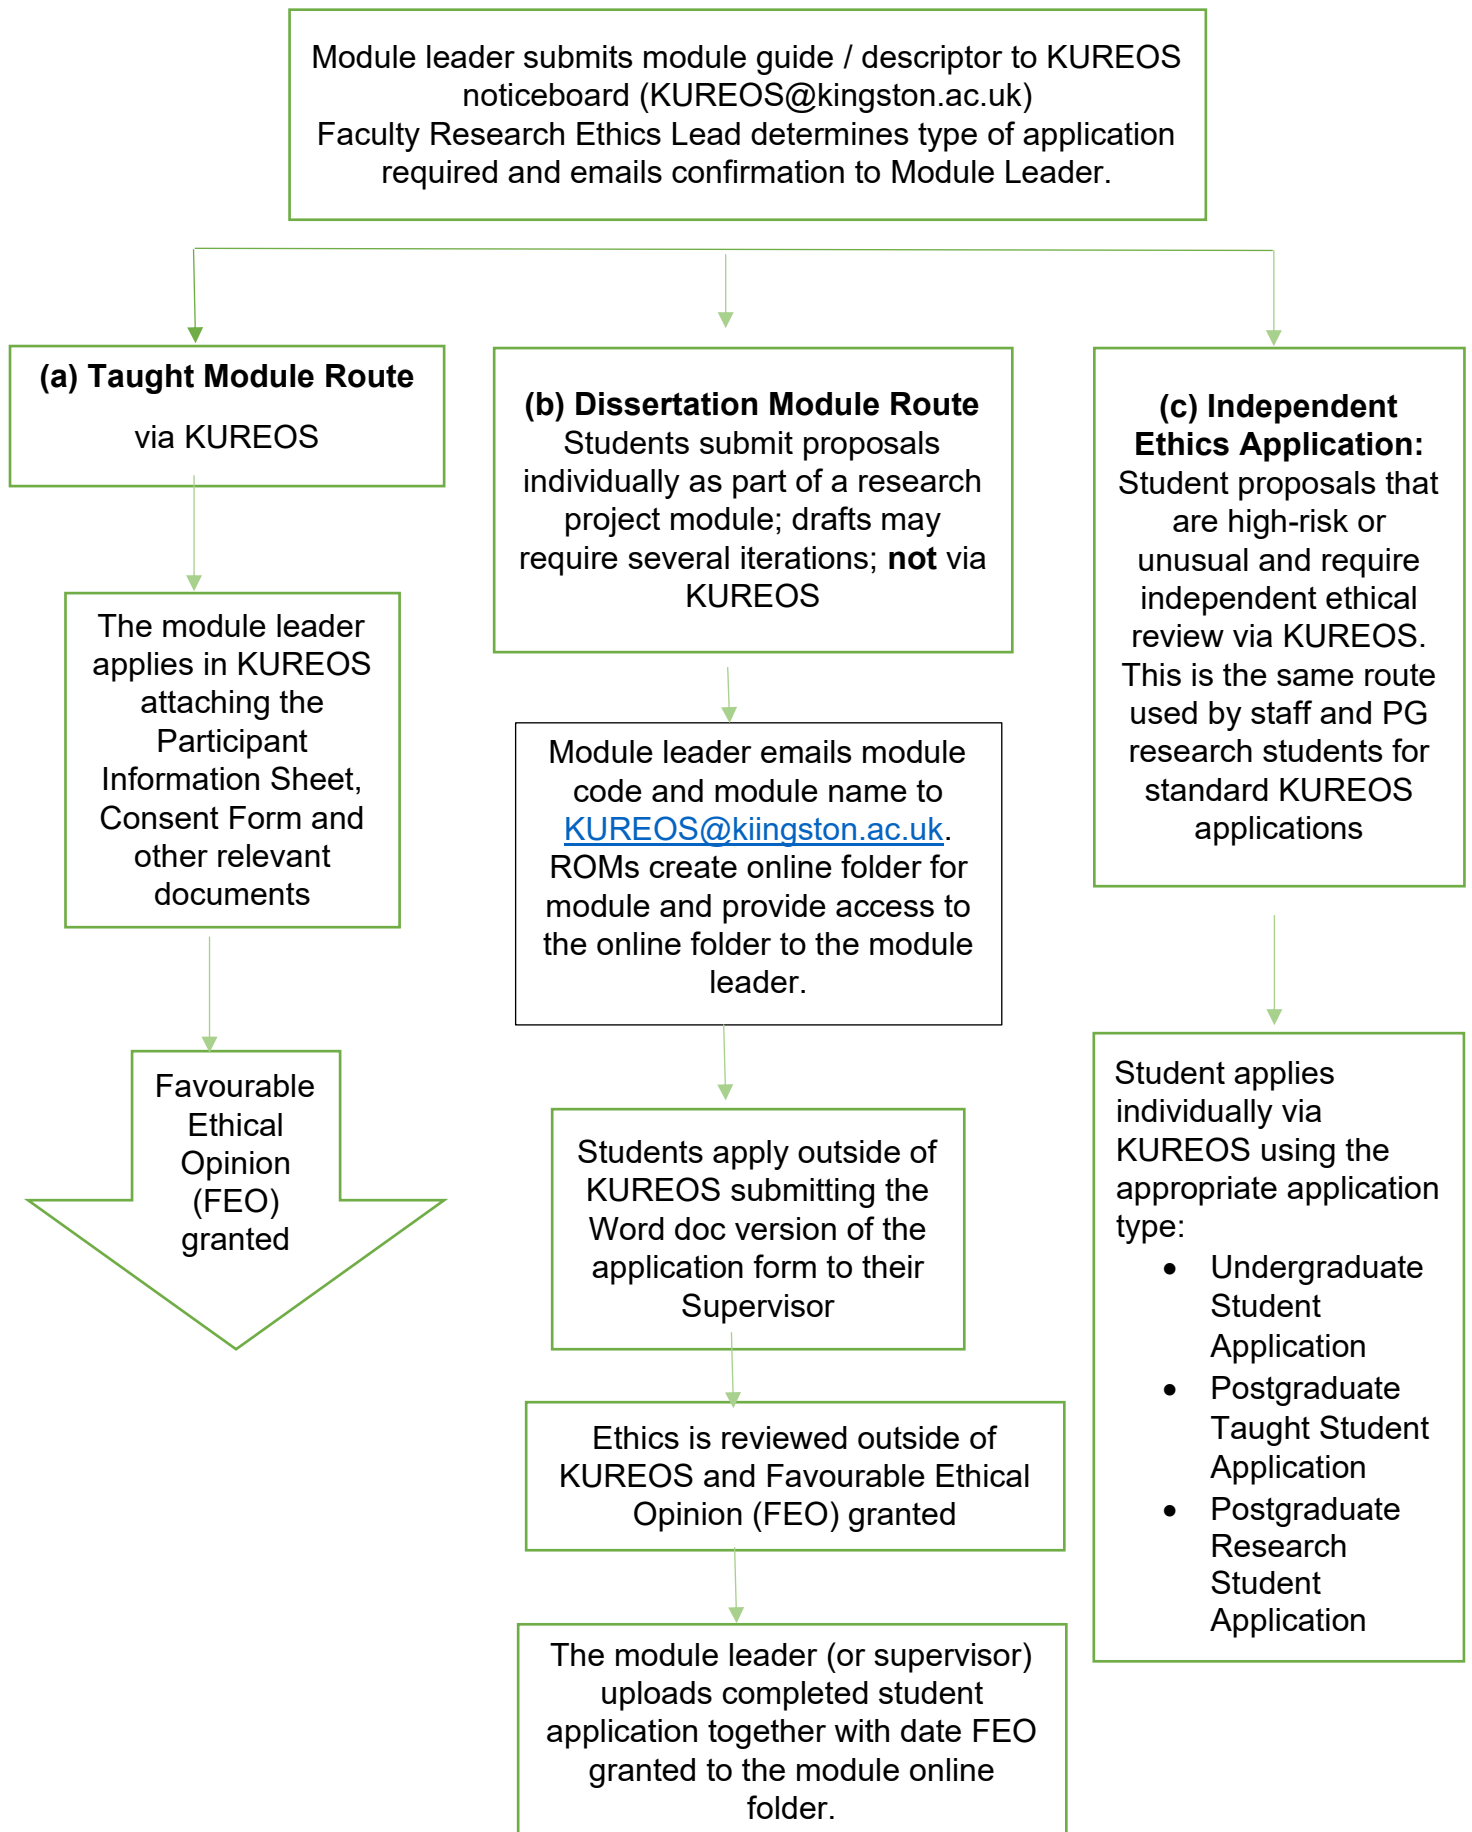 Module leader submits module guide / descriptor to KUREOS
noticeboard (KUREOS@kingston.ac.uk)
Faculty Research Ethics Lead determines type of application
required and emails confirmation to Module Leader.
(a) Taught Module Route
via KUREOS
The module leader
applies in KUREOS
attaching the
Participant
Information Sheet,
Consent Form and
other relevant
documents
Favourable
Ethical
Opinion
(FEO)
granted
(b) Dissertation Module Route
Students submit proposals
individually as part of a research
project module; drafts may
require several iterations; not via
KUREOS
Module leader emails module
code and module name to
KUREOS@kiingston.ac.uk.
ROMs create online folder for
module and provide access to
the online folder to the module
leader.
Students apply outside of
KUREOS submitting the
Word doc version of the
application form to their
Supervisor
Ethics is reviewed outside of
KUREOS and Favourable Ethical
Opinion (FEO) granted
The module leader (or supervisor)
uploads completed student
application together with date FEO
granted to the module online
folder.
(c) Independent
Ethics Application:
Student proposals that
are high-risk or
unusual and require
independent ethical
review via KUREOS.
This is the same route
used by staff and PG
research students for
standard KUREOS
applications
Student applies
individually via
KUREOS using the
appropriate application
type:
• Undergraduate
Student
Application
• Postgraduate
Taught Student
Application
• Postgraduate
Research
Student
Application